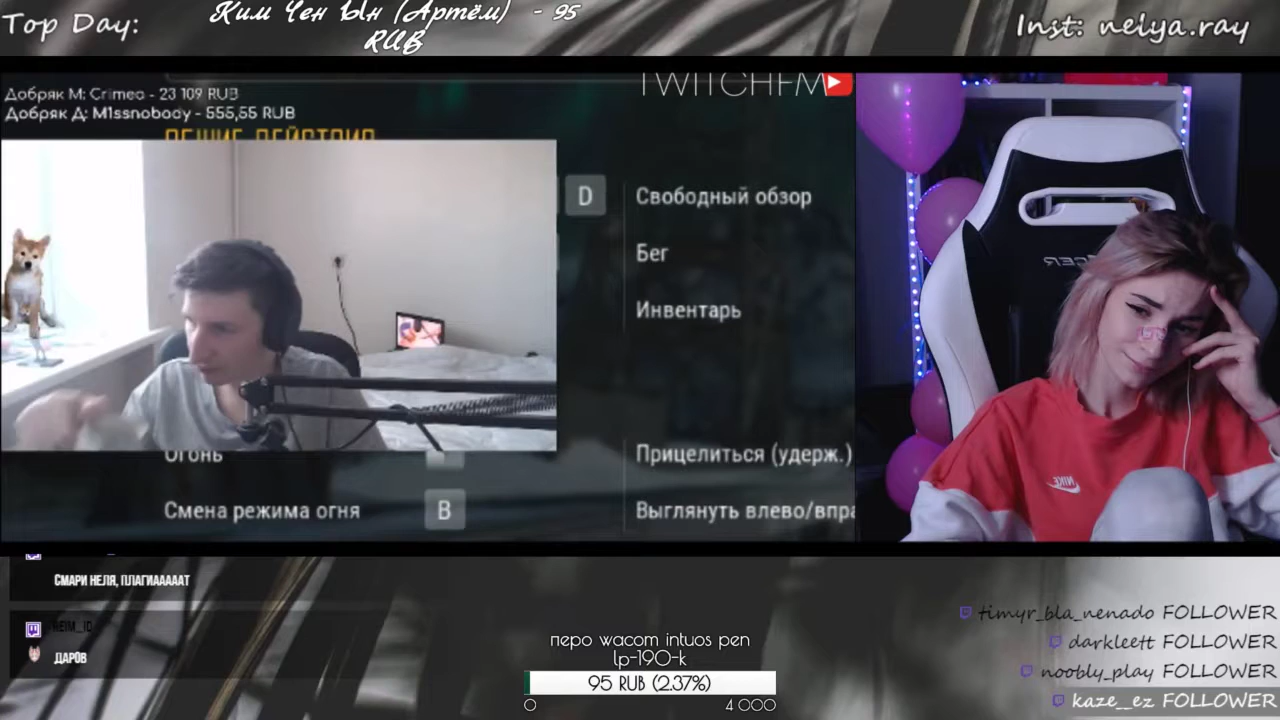 Top Day:
Ким Чен Ын (Артём) - 95
RUB
Inst: nelya.ray
TWITCHFM
Добряк М: Crimea - 23 109 RUB
Добряк Д: M1ssnobody - 555,55 RUB
ОБЩИЕ ДЕЙСТВИЯ
D
Свободный обзор
Бег
Инвентарь
Огонь
Прицелиться (удерж.)
Смена режима огня
B
Выглянуть влево/впра
NIKE
СМАРИ НЕЛЯ, ПЛАГИАААААТ
ДАРОВ
перо wacom intuos pen
lp-190-k
95 RUB (2.37%)
0
4 000
timyr_bla_nenado FOLLOWER
darkleett FOLLOWER
noobly_play FOLLOWER
kaze__ez FOLLOWER